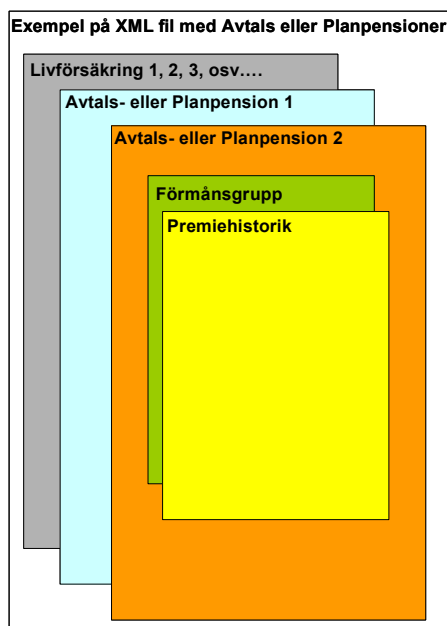 Exempel på XML fil med Avtals eller Planpensioner
Livförsäkring 1, 2, 3, osv....
Avtals- eller Planpension 1
Avtals- eller Planpension 2
Förmånsgrupp
Premiehistorik